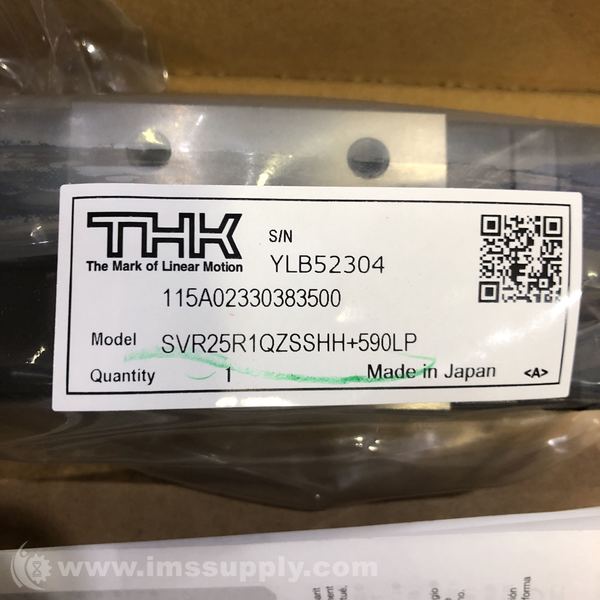 THK
The Mark of Linear Motion
S/N
YLB52304
115A02330383500
Model SVR25R1QZSSHH+590LP
Quantity 1 Made in Japan <A>
www.imssupply.com